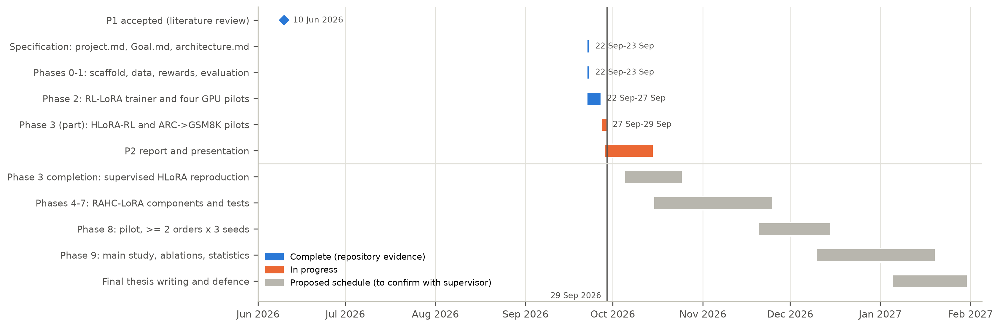 P1 accepted (literature review)
10 Jun 2026
Specification: project.md, Goal.md, architecture.md
22 Sep-23 Sep
Phases 0-1: scaffold, data, rewards, evaluation
22 Sep-23 Sep
Phase 2: RL-LoRA trainer and four GPU pilots
22 Sep-27 Sep
Phase 3 (part): HLoRA-RL and ARC->GSM8K pilots
27 Sep-29 Sep
P2 report and presentation
Phase 3 completion: supervised HLoRA reproduction
Phases 4-7: RAHC-LoRA components and tests
Phase 8: pilot, >= 2 orders x 3 seeds
Phase 9: main study, ablations, statistics
Final thesis writing and defence
Complete (repository evidence)
In progress
Proposed schedule (to confirm with supervisor)
29 Sep 2026
Jun 2026
Jul 2026
Aug 2026
Sep 2026
Oct 2026
Nov 2026
Dec 2026
Jan 2027
Feb 2027